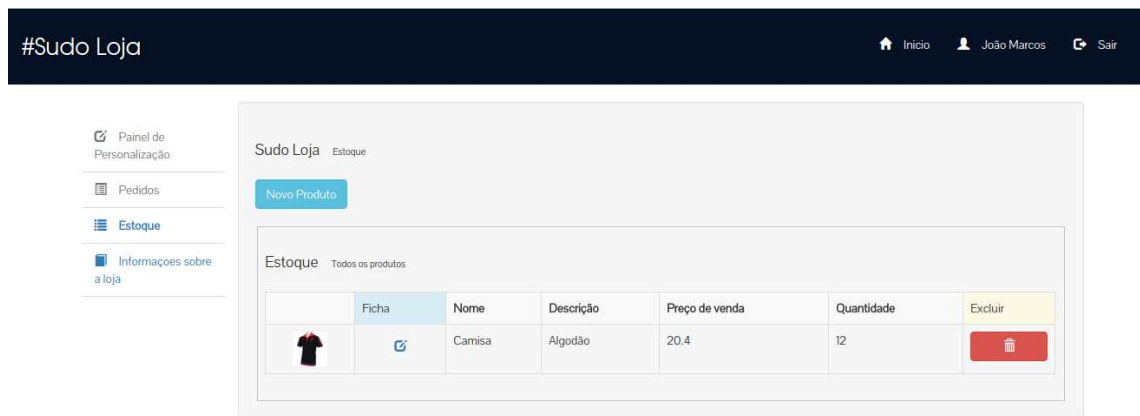 #Sudo Loja
Inicio João Marcos Sair
Painel de
Personalização
Pedidos
Estoque
Informaçoes sobre
a loja
Sudo Loja Estoque
Novo Produto
Estoque Todos os produtos
Ficha Nome Descrição Preço de venda Quantidade Excluir
Camisa Algodão 20.4 12